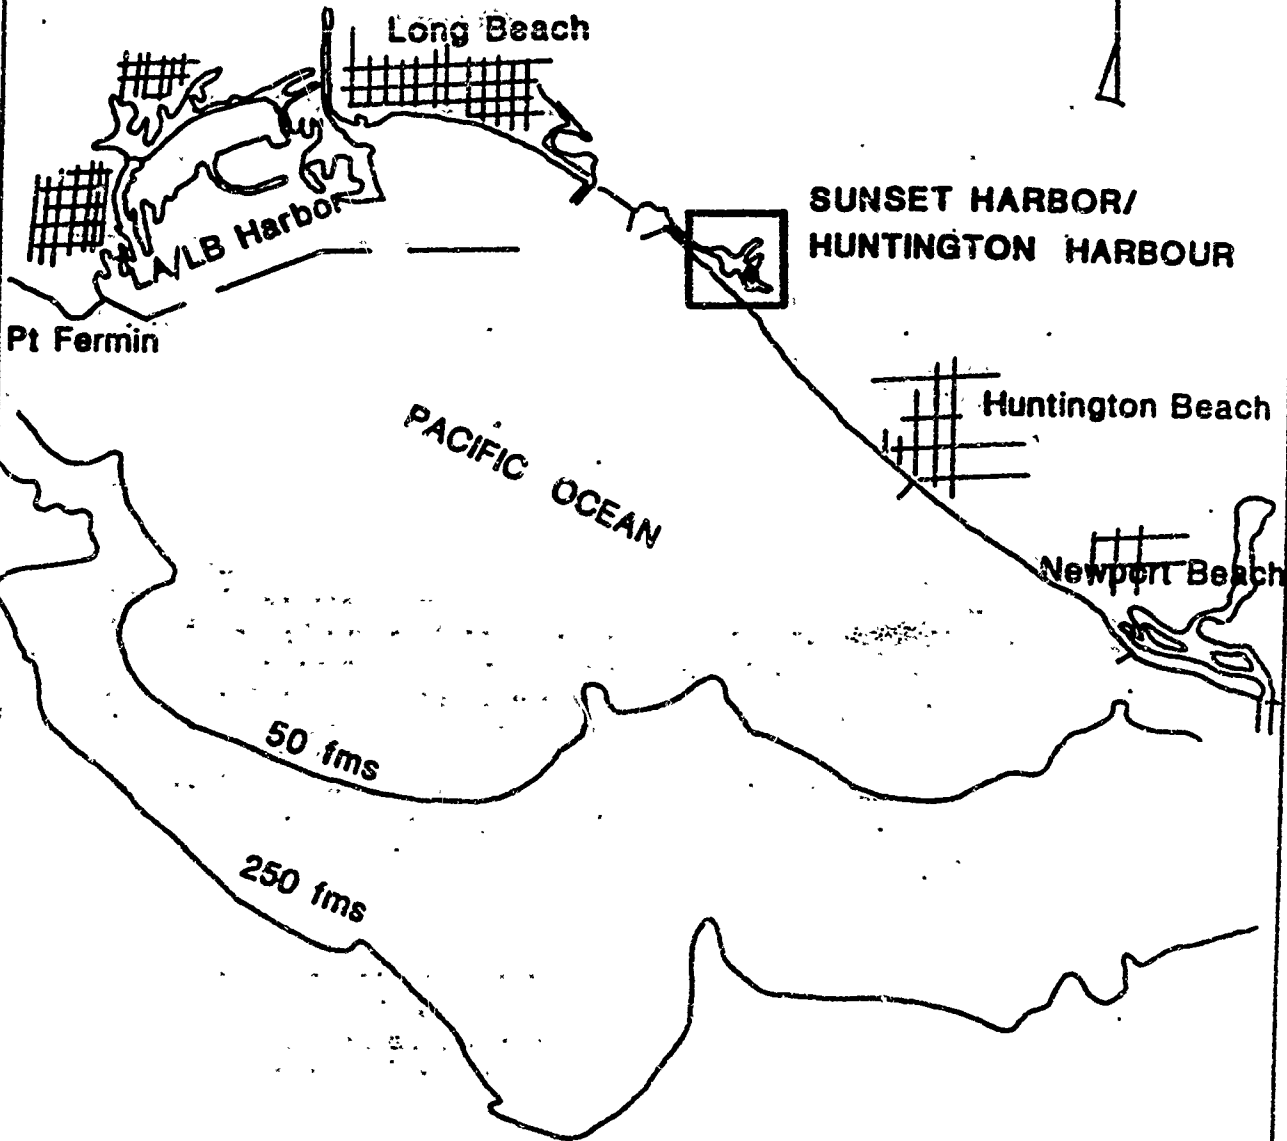 Long Beach
SUNSET HARBOR/
HUNTINGTON HARBOUR
LA/LB Harbor
Pt Fermin
Huntington Beach
PACIFIC OCEAN
Newport Beach
50 fms
250 fms